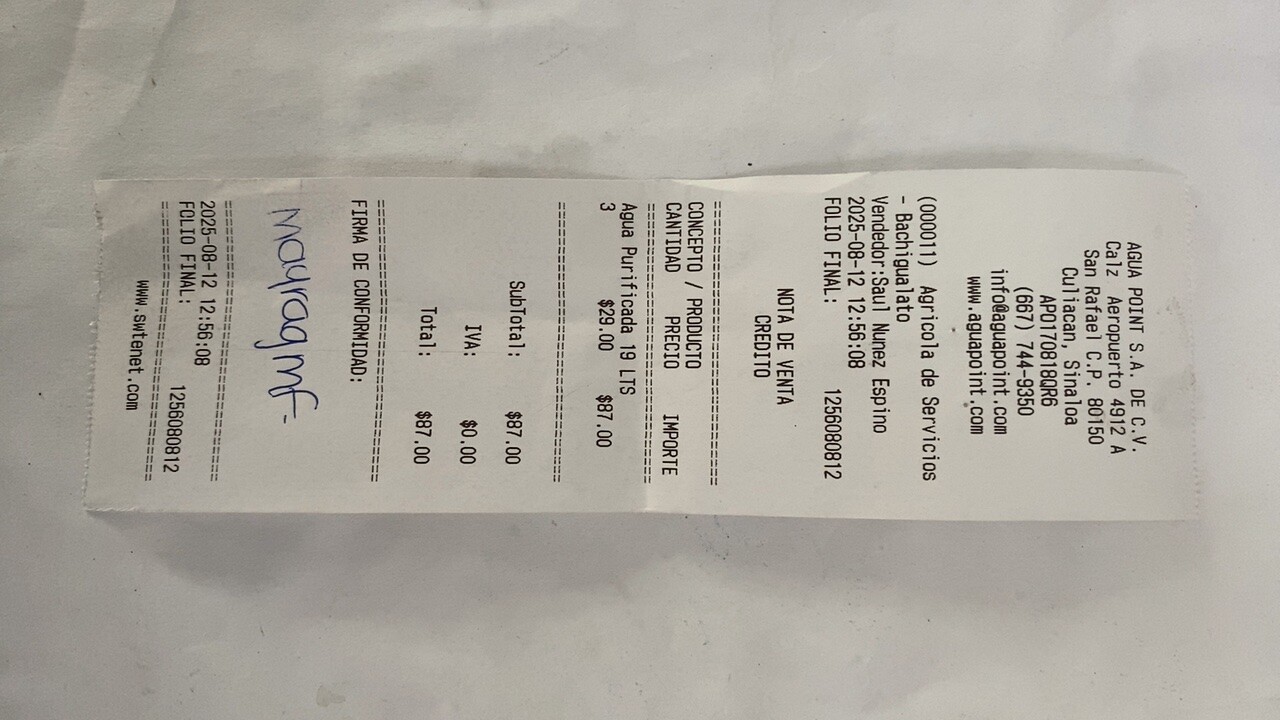 AGUA POINT S.A. DE C.V.
Calz Aeropuerto 4912 A
San Rafael C.P. 80150
Culiacan, Sinaloa
APO170818QR6
(667) 744-9350
info@aguapoint.com
www.aguapoint.com
(000011) Agricola de Servicios
- Bachigualato
Vendedor:Saul Nunez Espino
2025-08-12 12:56:08
FOLIO FINAL: 1256080812
NOTA DE VENTA
CREDITO
===============================
CONCEPTO / PRODUCTO
CANTIDAD PRECIO IMPORTE
===============================
Agua Purificada 19 LTS
3 $29.00 $87.00
===============================
SubTotal: $87.00
IVA: $0.00
Total: $87.00
===============================
FIRMA DE CONFORMIDAD:
mayragmf-
===============================
2025-08-12 12:56:08
FOLIO FINAL: 1256080812
===============================
www.swtenet.com